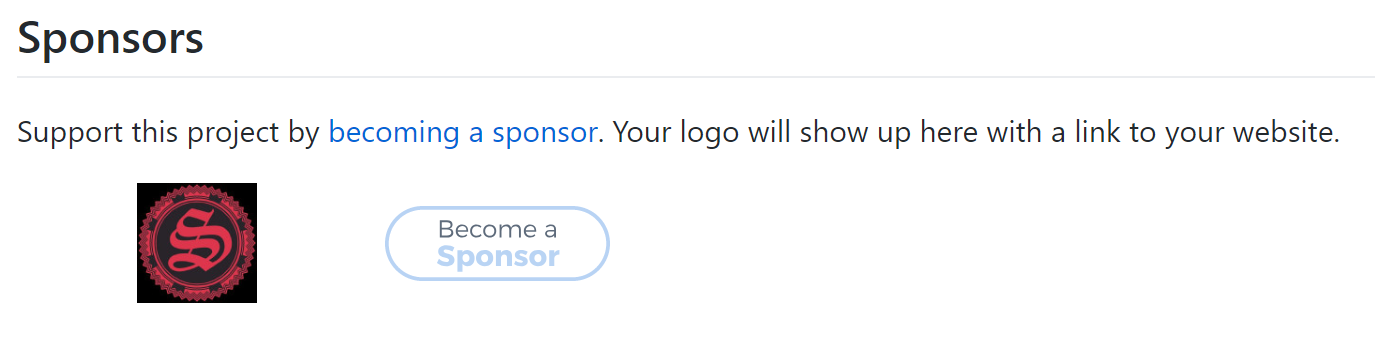 Sponsors
Support this project by becoming a sponsor. Your logo will show up here with a link to your website.
S
Become a
Sponsor